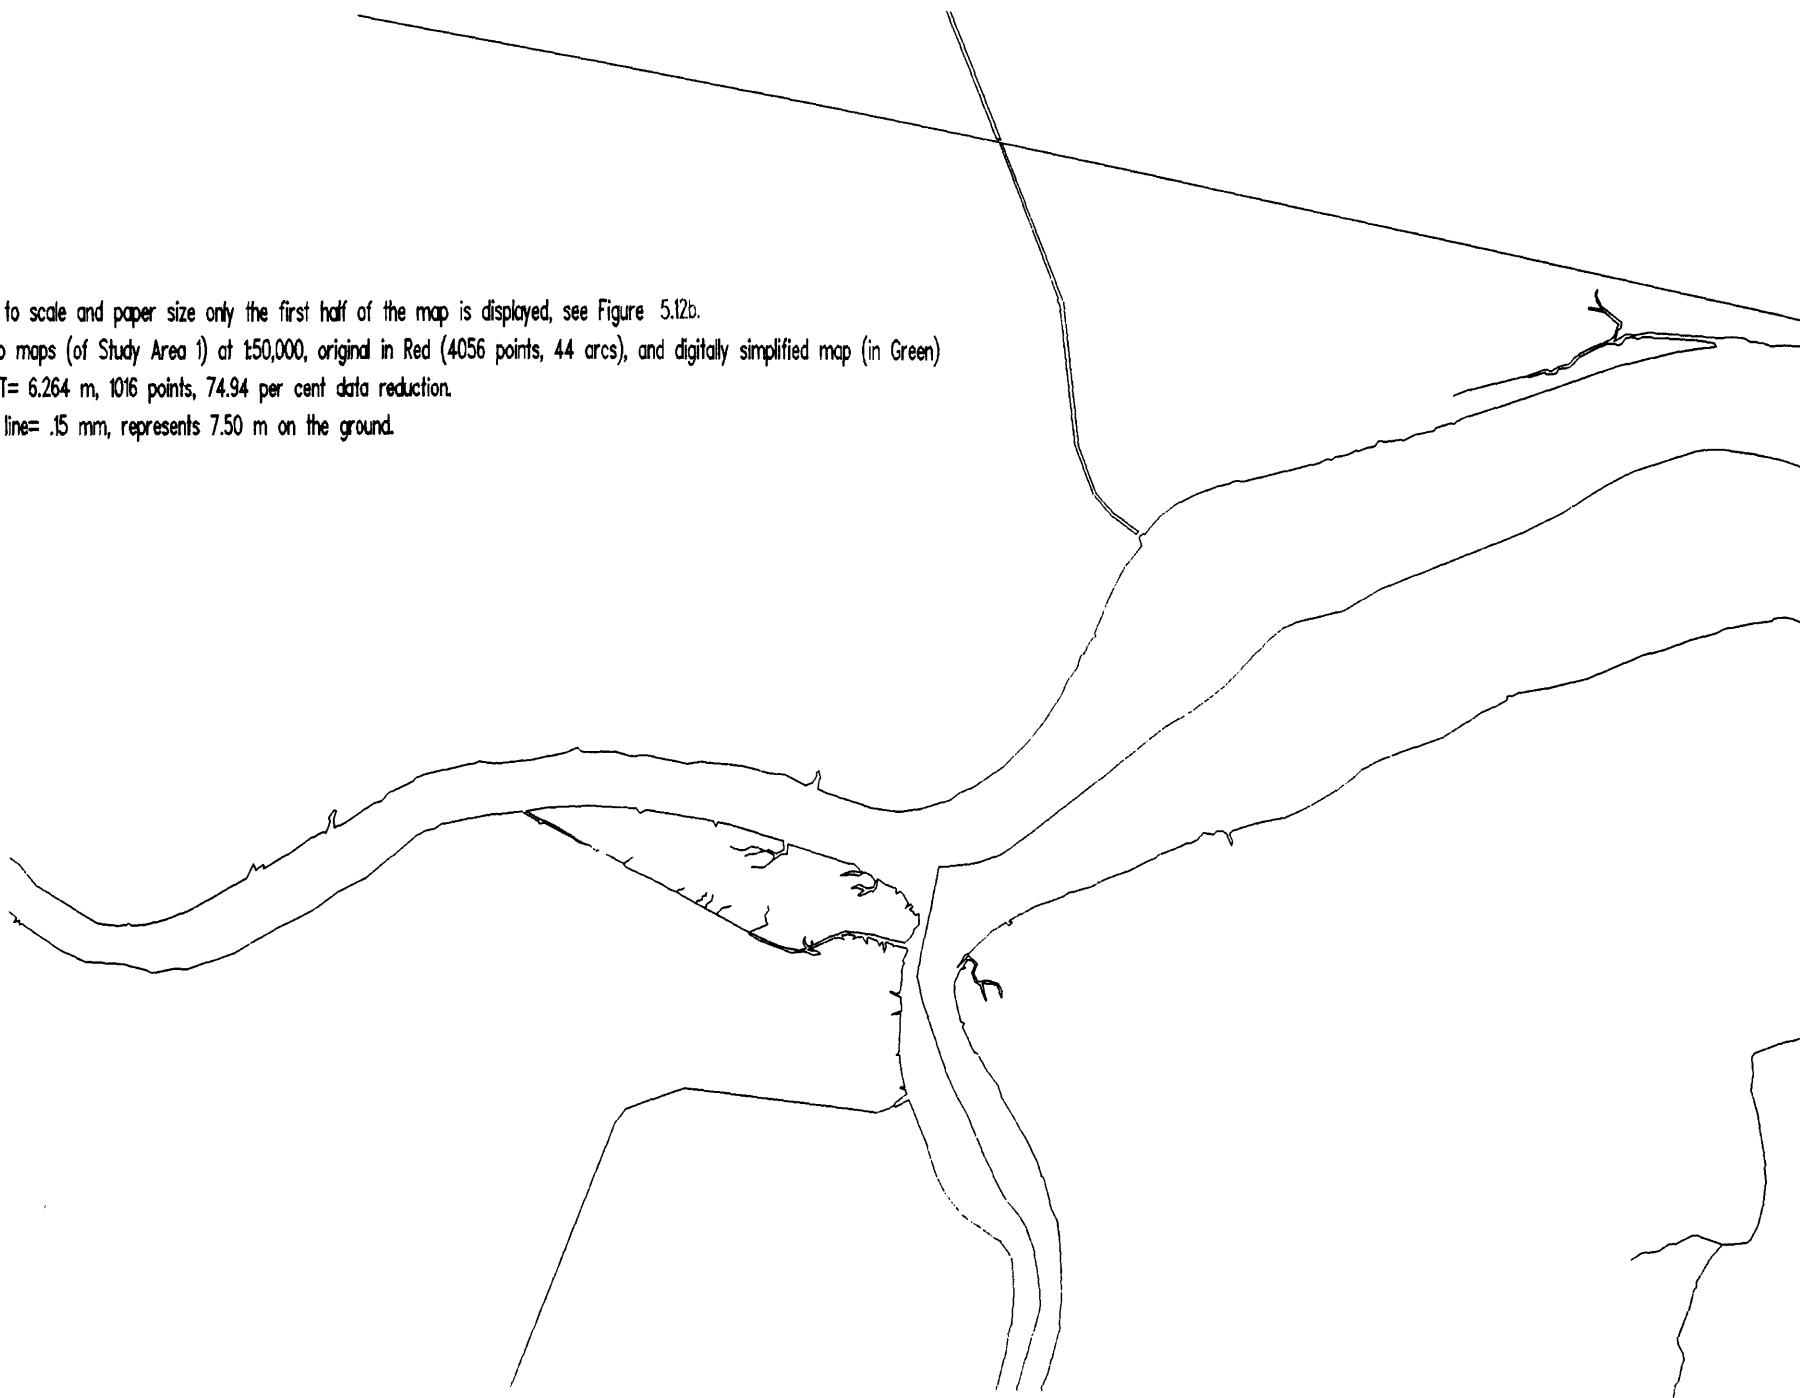 to scale and paper size only the first half of the map is displayed, see Figure 5.12b.
maps (of Study Area 1) at 1:50,000, original in Red (4056 points, 44 arcs), and digitally simplified map (in Green)
T= 6.264 m, 1016 points, 74.94 per cent data reduction.
line= .15 mm, represents 7.50 m on the ground.